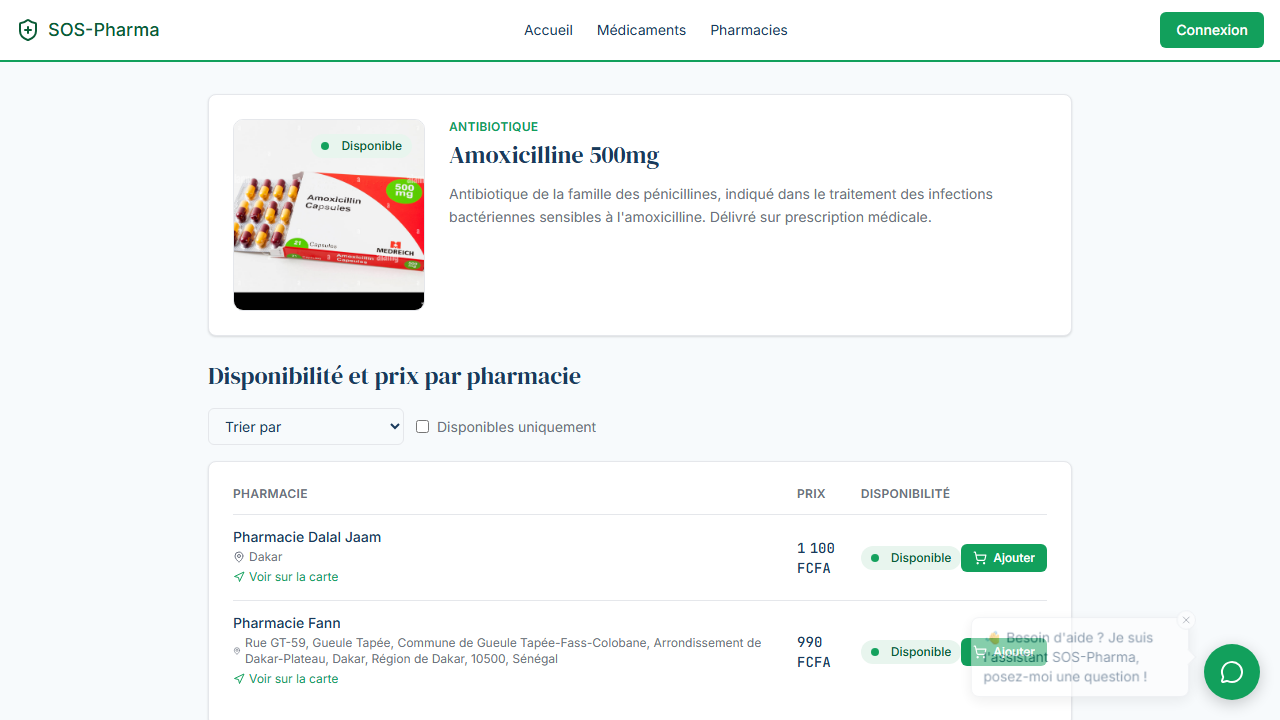 SOS-Pharma
Accueil
Médicaments
Pharmacies
Connexion
Disponible
500
mg
Amoxicillin
Capsules
21 Capsules
MEDREICH
Amoxicillin
ANTIBIOTIQUE
Amoxicilline 500mg
Antibiotique de la famille des pénicillines, indiqué dans le traitement des infections
bactériennes sensibles à l'amoxicilline. Délivré sur prescription médicale.
Disponibilité et prix par pharmacie
Trier par
Disponibles uniquement
PHARMACIE
PRIX
DISPONIBILITÉ
Pharmacie Dalal Jaam
Dakar
Voir sur la carte
1 100
FCFA
Disponible
Ajouter
Pharmacie Fann
Rue GT-59, Gueule Tapée, Commune de Gueule Tapée-Fass-Colobane, Arrondissement de
Dakar-Plateau, Dakar, Région de Dakar, 10500, Sénégal
Voir sur la carte
990
FCFA
Disponible
Ajouter
Besoin d'aide ? Je suis
l'assistant SOS-Pharma,
posez-moi une question !